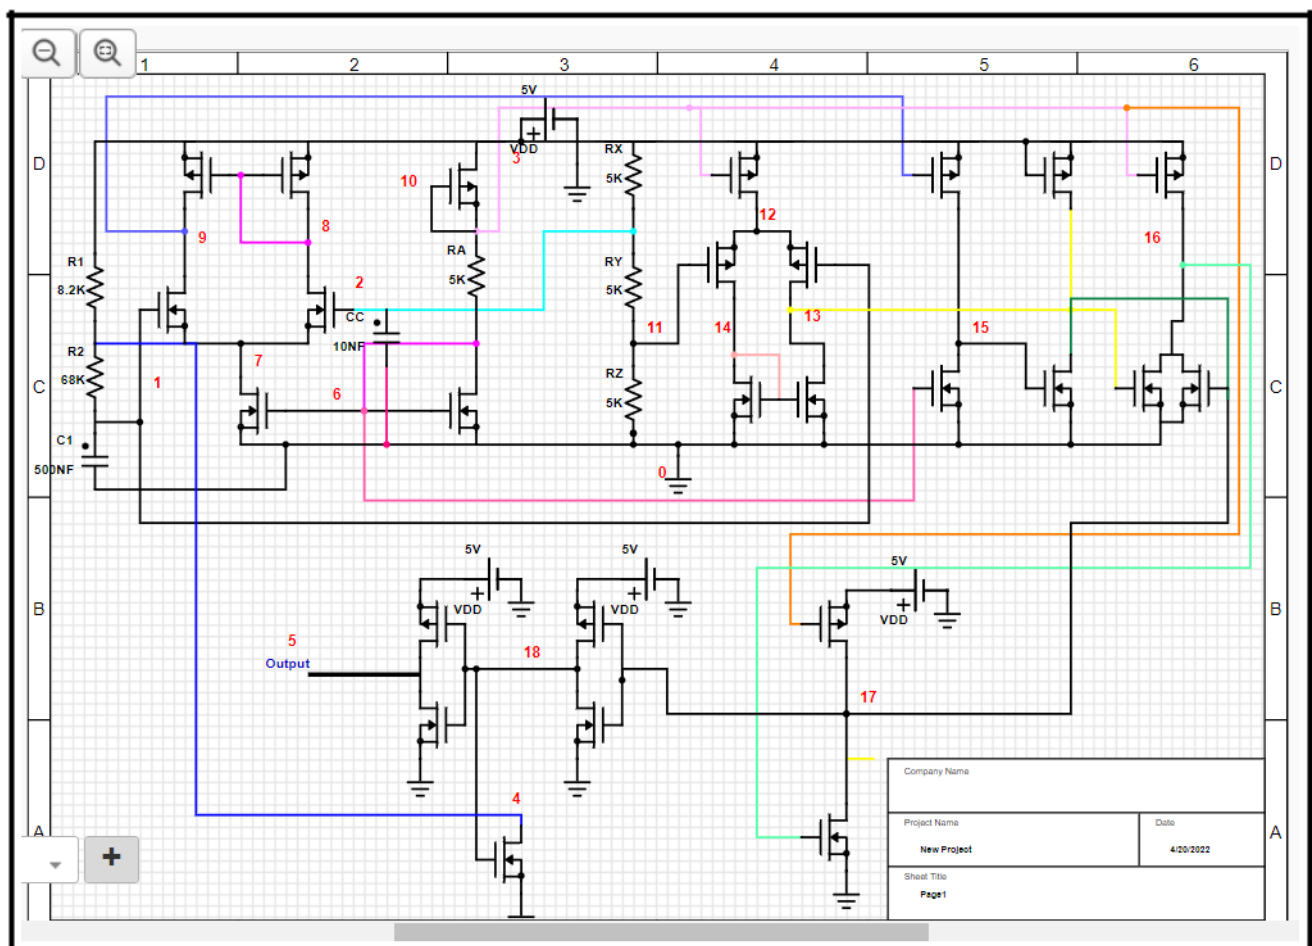 1 2 3 4 5 6
5V
D
VDD
3
RX
5K
D
10
12
9
8
16
R1
8.2K
2
RA
5K
RY
5K
CC
10NF
11
14
13
15
R2
68K
1
7
6
C
RZ
5K
C
C1
500NF
0
5V
5V
5V
B
VDD
VDD
VDD
B
5
Output
18
17
4
A
A
Company Name
Project Name
New Project
Date
4/20/2022
Sheet Title
Page1